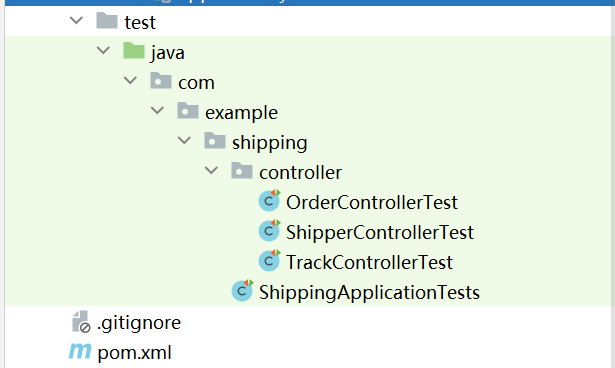 test
java
com
example
shipping
controller
OrderControllerTest
ShipperControllerTest
TrackControllerTest
ShippingApplicationTests
.gitignore
pom.xml